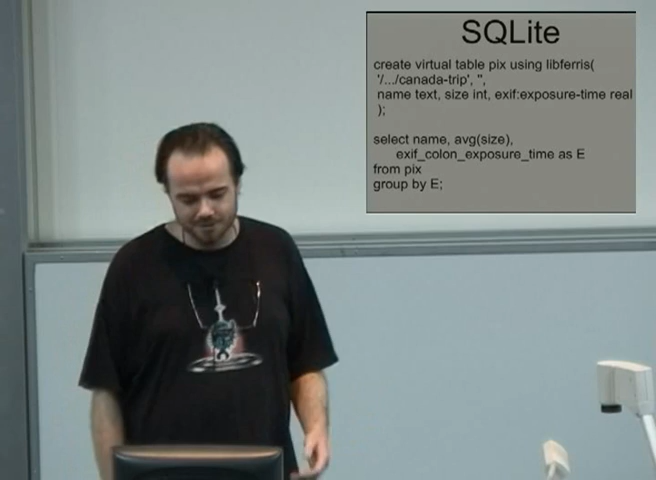 SQLite
create virtual table pix using libferris(
'/.../canada-trip', '',
name text, size int, exif:exposure-time real
);
select name, avg(size),
exif_colon_exposure_time as E
from pix
group by E;